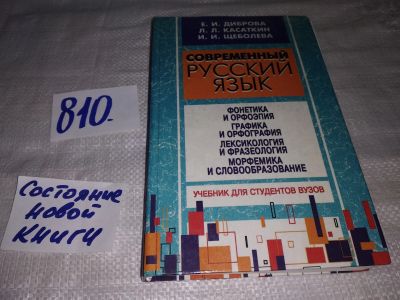 810.
Состояние
новой
книги
Е. И. ДИБРОВА
Л. Л. КАСАТКИН
И. И. ЩЕБОЛЕВА
СОВРЕМЕННЫЙ
РУССКИЙ
ЯЗЫК
ФОНЕТИКА
И ОРФОЭПИЯ
ГРАФИКА
И ОРФОГРАФИЯ
ЛЕКСИКОЛОГИЯ
И ФРАЗЕОЛОГИЯ
МОРФЕМИКА
И СЛОВООБРАЗОВАНИЕ
УЧЕБНИК ДЛЯ СТУДЕНТОВ ВУЗОВ